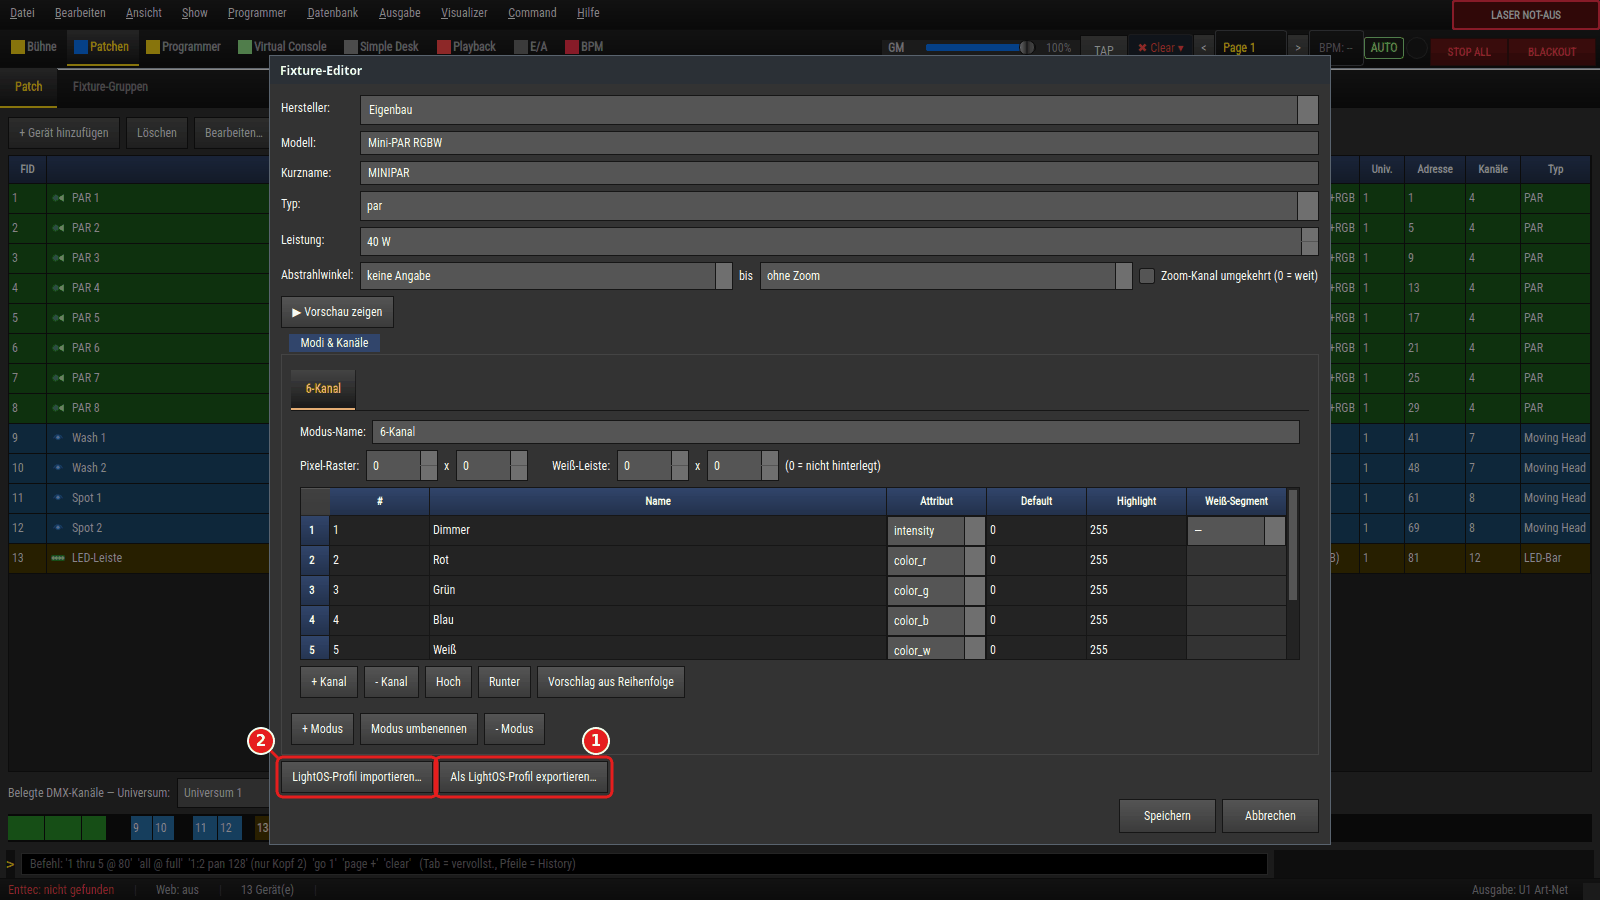 Datei Bearbeiten Ansicht Show Programmer Datenbank Ausgabe Visualizer Command Hilfe
LASER NOT-AUS
Bühne Patchen Programmer Virtual Console Simple Desk Playback E/A BPM
GM 100% TAP ✖ Clear ▾ < Page 1 > BPM: -- AUTO STOP ALL BLACKOUT
Fixture-Editor
Patch Fixture-Gruppen
+ Gerät hinzufügen Löschen Bearbeiten…
Hersteller: Eigenbau
Modell: Mini-PAR RGBW
Kurzname: MINIPAR
Typ: par
Leistung: 40 W
Abstrahlwinkel: keine Angabe bis ohne Zoom Zoom-Kanal umgekehrt (0 = weit)
▶ Vorschau zeigen
Modi & Kanäle
6-Kanal
Modus-Name: 6-Kanal
Pixel-Raster: 0 x 0 Weiß-Leiste: 0 x 0 (0 = nicht hinterlegt)
# Name Attribut Default Highlight Weiß-Segment
1 1 Dimmer intensity 0 255 --
2 2 Rot color_r 0 255
3 3 Grün color_g 0 255
4 4 Blau color_b 0 255
5 5 Weiß color_w 0 255
+ Kanal - Kanal Hoch Runter Vorschlag aus Reihenfolge
+ Modus Modus umbenennen - Modus
2 1
LightOS-Profil importieren… Als LightOS-Profil exportieren…
Speichern Abbrechen
FID Univ. Adresse Kanäle Typ
1 PAR 1 +RGB 1 1 4 PAR
2 PAR 2 +RGB 1 5 4 PAR
3 PAR 3 +RGB 1 9 4 PAR
4 PAR 4 +RGB 1 13 4 PAR
5 PAR 5 +RGB 1 17 4 PAR
6 PAR 6 +RGB 1 21 4 PAR
7 PAR 7 +RGB 1 25 4 PAR
8 PAR 8 +RGB 1 29 4 PAR
9 Wash 1 1 41 7 Moving Head
10 Wash 2 1 48 7 Moving Head
11 Spot 1 1 61 8 Moving Head
12 Spot 2 1 69 8 Moving Head
13 LED-Leiste B) 1 81 12 LED-Bar
Belegte DMX-Kanäle — Universum: Universum 1
9 10 11 12 13
> Befehl: '1 thru 5 @ 80' 'all @ full' '1:2 pan 128' (nur Kopf 2) 'go 1' 'page +' 'clear' (Tab = vervollst., Pfeile = History)
Enttec: nicht gefunden Web: aus 13 Gerät(e) Ausgabe: U1 Art-Net